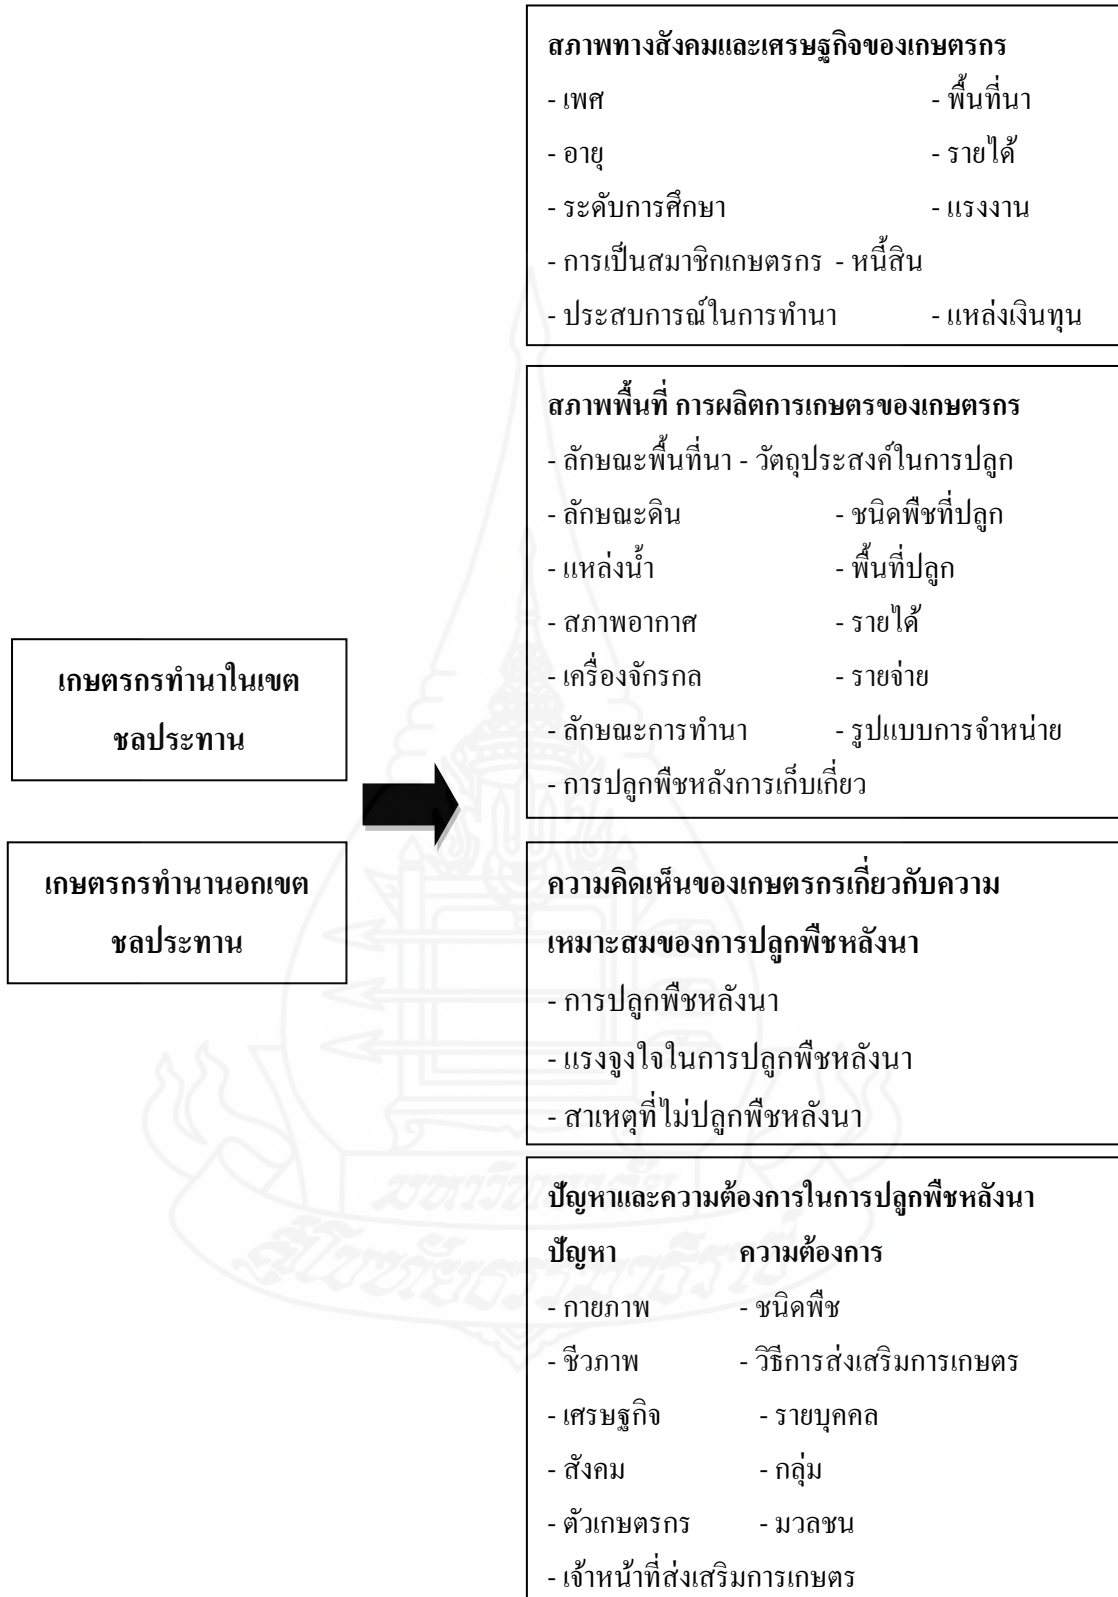 สภาพทางสังคมและเศรษฐกิจของเกษตรกร
- เพศ - พื้นที่นา
- อายุ - รายได้
- ระดับการศึกษา - แรงงาน
- การเป็นสมาชิกเกษตรกร - หนี้สิน
- ประสบการณ์ในการทำนา - แหล่งเงินทุน
สภาพพื้นที่ การผลิตการเกษตรของเกษตรกร
- ลักษณะพื้นที่นา - วัตถุประสงค์ในการปลูก
- ลักษณะดิน - ชนิดพืชที่ปลูก
- แหล่งน้ำ - พื้นที่ปลูก
- สภาพอากาศ - รายได้
- เครื่องจักรกล - รายจ่าย
- ลักษณะการทำนา - รูปแบบการจำหน่าย
- การปลูกพืชหลังการเก็บเกี่ยว
เกษตรกรทำนาในเขต
ชลประทาน
เกษตรกรทำนานอกเขต
ชลประทาน
ความคิดเห็นของเกษตรกรเกี่ยวกับความ
เหมาะสมของการปลูกพืชหลังนา
- การปลูกพืชหลังนา
- แรงจูงใจในการปลูกพืชหลังนา
- สาเหตุที่ไม่ปลูกพืชหลังนา
ปัญหาและความต้องการในการปลูกพืชหลังนา
ปัญหา ความต้องการ
- กายภาพ - ชนิดพืช
- ชีวภาพ - วิธีการส่งเสริมการเกษตร
- เศรษฐกิจ - รายบุคคล
- สังคม - กลุ่ม
- ตัวเกษตรกร - มวลชน
- เจ้าหน้าที่ส่งเสริมการเกษตร
มหาวิทยาลัย
สุโขทัยธรรมาธิราช